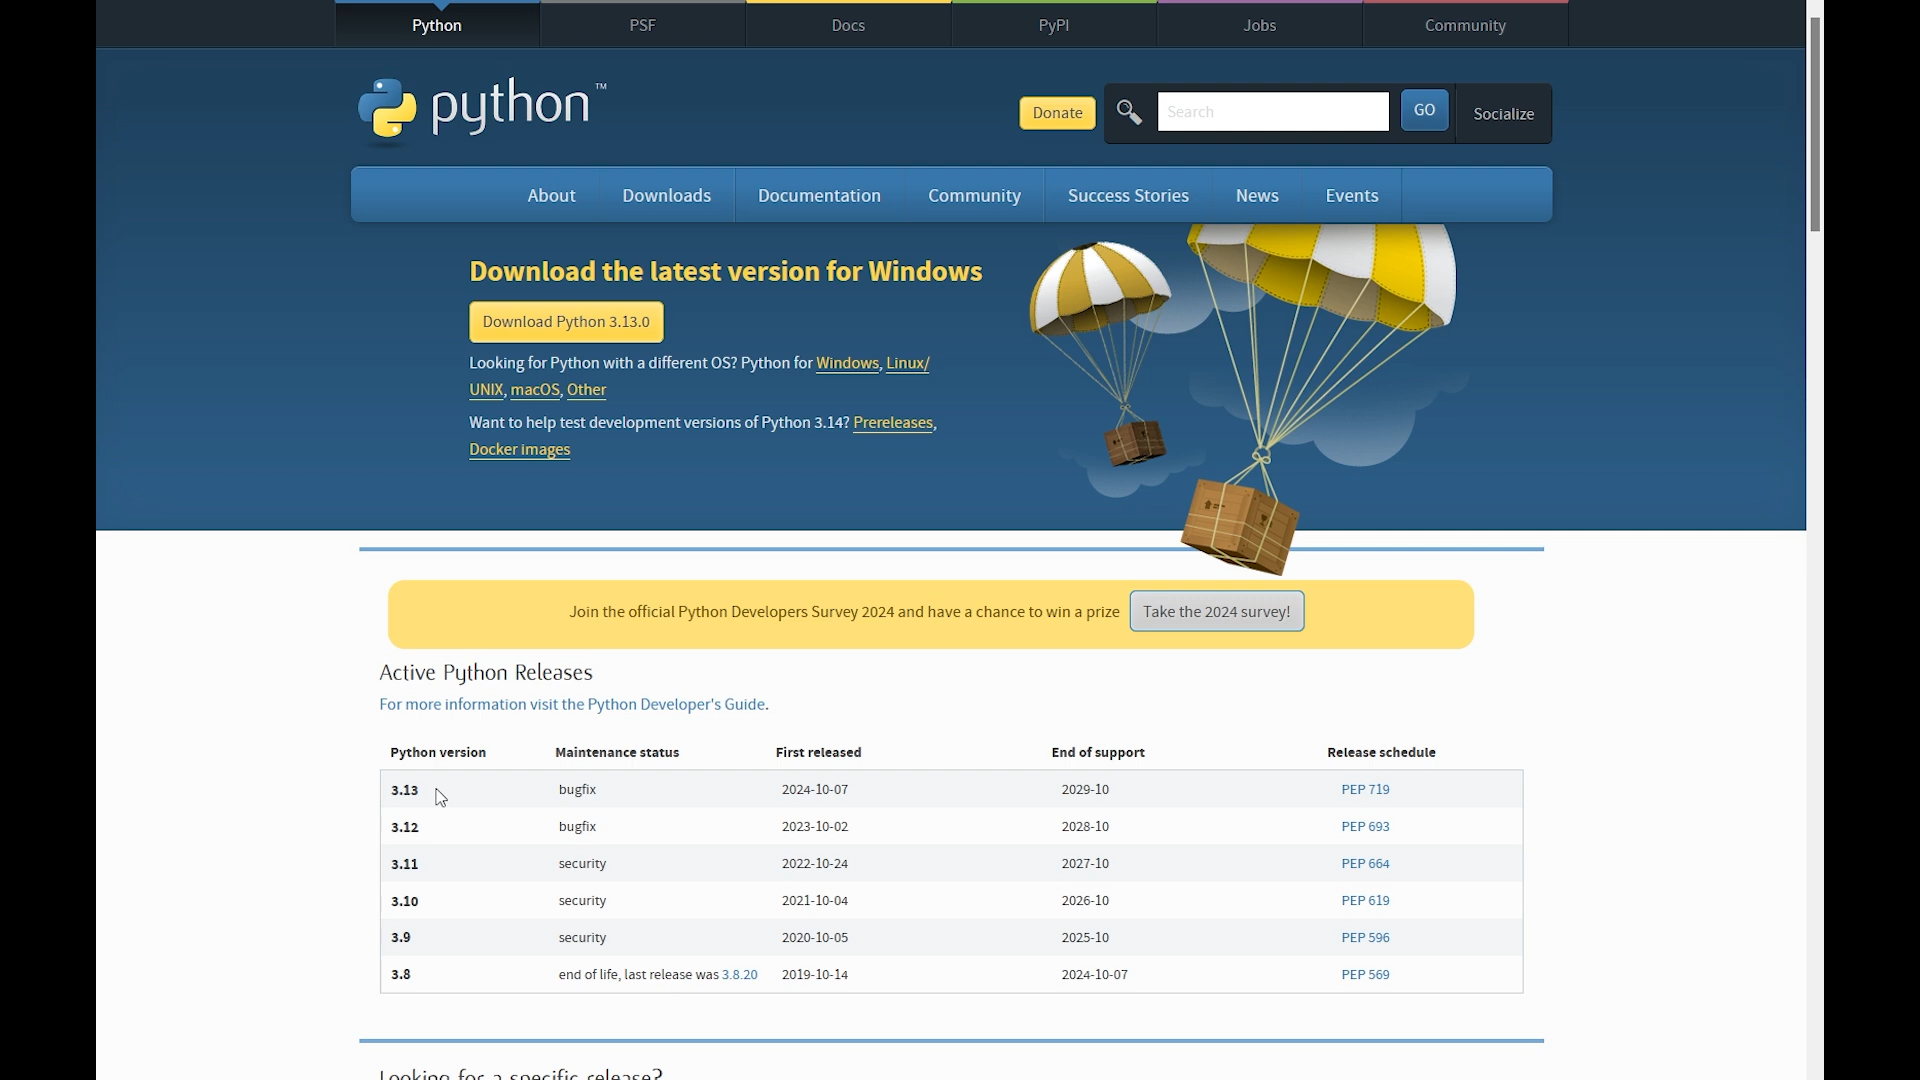 Python PSF Docs PyPI Jobs Community
python™
Donate Search GO Socialize
About Downloads Documentation Community Success Stories News Events
Download the latest version for Windows
Download Python 3.13.0
Looking for Python with a different OS? Python for Windows, Linux/
UNIX, macOS, Other
Want to help test development versions of Python 3.14? Prereleases,
Docker images
Join the official Python Developers Survey 2024 and have a chance to win a prize Take the 2024 survey!
Active Python Releases
For more information visit the Python Developer's Guide.
Python version Maintenance status First released End of support Release schedule
3.13 bugfix 2024-10-07 2029-10 PEP 719
3.12 bugfix 2023-10-02 2028-10 PEP 693
3.11 security 2022-10-24 2027-10 PEP 664
3.10 security 2021-10-04 2026-10 PEP 619
3.9 security 2020-10-05 2025-10 PEP 596
3.8 end of life, last release was 3.8.20 2019-10-14 2024-10-07 PEP 569
Looking for a specific release?